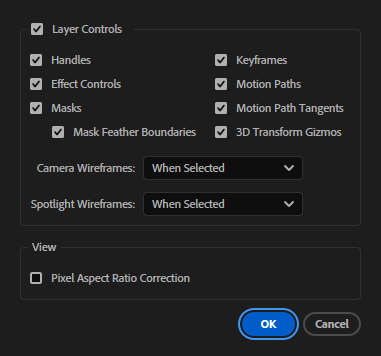 Layer Controls
Handles
Keyframes
Effect Controls
Motion Paths
Masks
Motion Path Tangents
Mask Feather Boundaries
3D Transform Gizmos
Camera Wireframes: When Selected
Spotlight Wireframes: When Selected
View
Pixel Aspect Ratio Correction
OK
Cancel